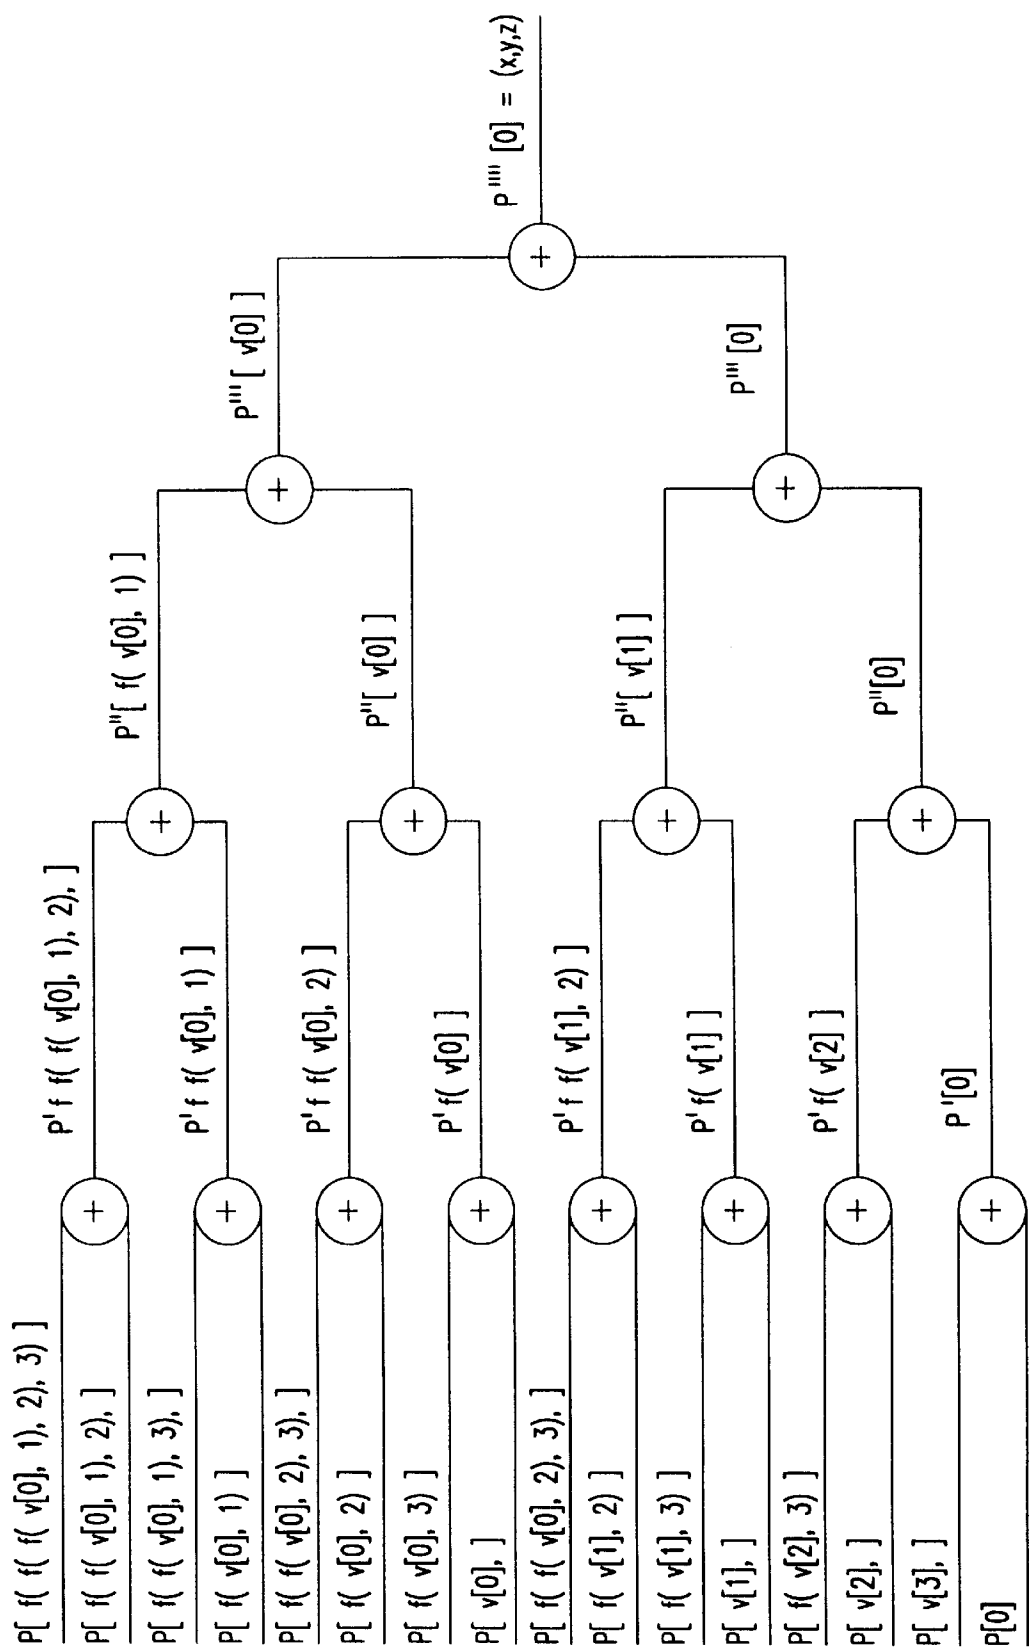 P[ f( f( f( v[0], 1), 2), 3) ]
P[ f( f( v[0], 1), 2), ]
P[ f( f( v[0], 1), 3), ]
P[ f( v[0], 1) ]
P[ f( f( v[0], 2), 3), ]
P[ f( v[0], 2) ]
P[ f( v[0], 3) ]
P[ v[0], ]
P[ f( f( v[0], 2), 3), ]
P[ f( v[1], 2) ]
P[ f( v[1], 3) ]
P[ v[1], ]
P[ f( v[2], 3) ]
P[ v[2], ]
P[ v[3], ]
P[0]
+
+
+
+
+
+
+
+
P' f f( f( v[0], 1), 2), ]
P' f f( v[0], 1) ]
P' f f( v[0], 2) ]
P' f( v[0] ]
P' f f( v[1], 2) ]
P' f( v[1] ]
P' f( v[2] ]
P'[0]
+
+
+
+
P''[ f( v[0], 1) ]
P''[ v[0] ]
P''[ v[1] ]
P''[0]
+
+
P'''[ v[0] ]
P'''[0]
+
P'''' [0] = (x,y,z)